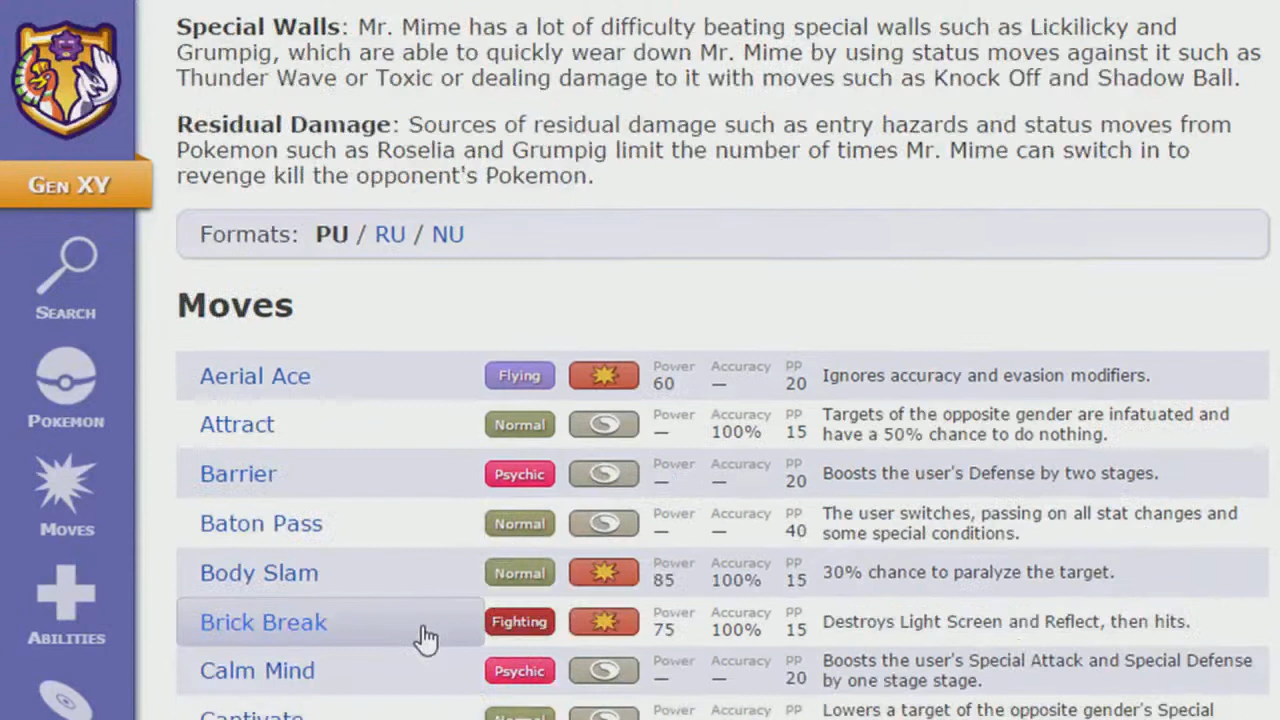 Special Walls: Mr. Mime has a lot of difficulty beating special walls such as Lickilicky and
Grumpig, which are able to quickly wear down Mr. Mime by using status moves against it such as
Thunder Wave or Toxic or dealing damage to it with moves such as Knock Off and Shadow Ball.
Residual Damage: Sources of residual damage such as entry hazards and status moves from
Pokemon such as Roselia and Grumpig limit the number of times Mr. Mime can switch in to
revenge kill the opponent's Pokemon.
Gen XY
Formats: PU / RU / NU
Search
Moves
Aerial Ace Flying Power 60 Accuracy — PP 20 Ignores accuracy and evasion modifiers.
Pokemon
Attract Normal Power — Accuracy 100% PP 15 Targets of the opposite gender are infatuated and
have a 50% chance to do nothing.
Barrier Psychic Power — Accuracy — PP 20 Boosts the user's Defense by two stages.
Moves
Baton Pass Normal Power — Accuracy — PP 40 The user switches, passing on all stat changes and
some special conditions.
Body Slam Normal Power 85 Accuracy 100% PP 15 30% chance to paralyze the target.
Brick Break Fighting Power 75 Accuracy 100% PP 15 Destroys Light Screen and Reflect, then hits.
Abilities
Calm Mind Psychic Power — Accuracy — PP 20 Boosts the user's Special Attack and Special Defense
by one stage stage.
Captivate Normal Power Accuracy PP Lowers a target of the opposite gender's Special